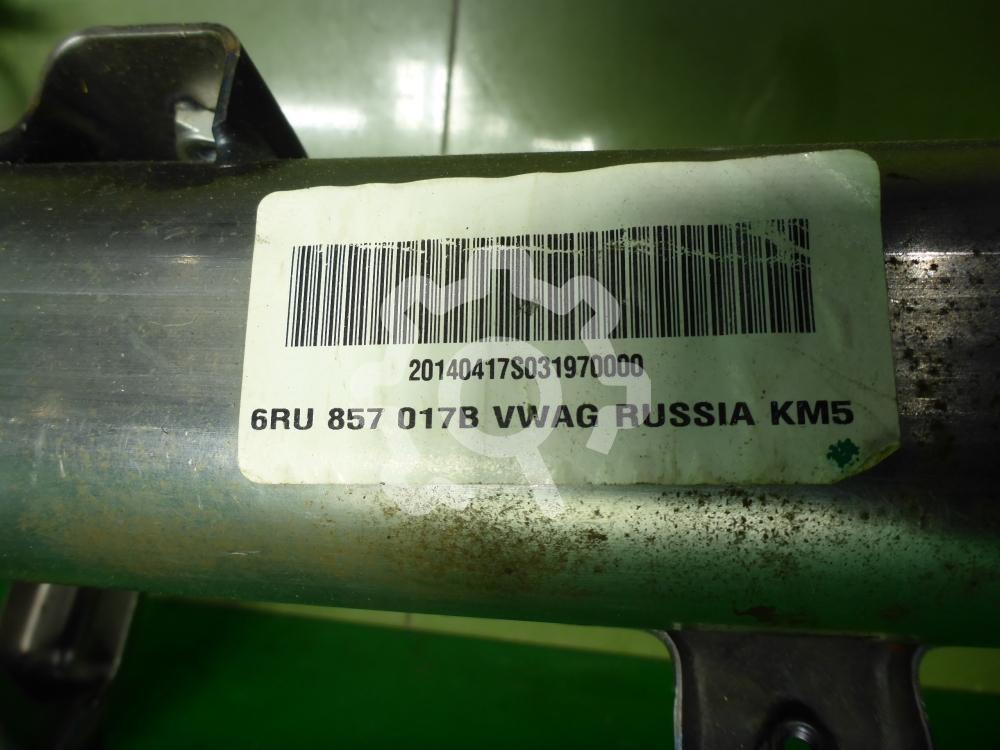 20140417S031970000
6RU 857 017B VWAG RUSSIA KM5